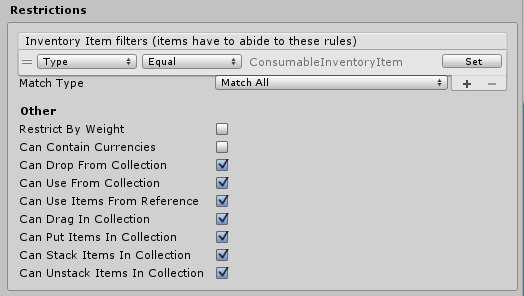 Restrictions
Inventory Item filters (items have to abide to these rules)
Type Equal ConsumableInventoryItem Set
Match Type Match All + −
Other
Restrict By Weight
Can Contain Currencies
Can Drop From Collection
Can Use From Collection
Can Use Items From Reference
Can Drag In Collection
Can Put Items In Collection
Can Stack Items In Collection
Can Unstack Items In Collection